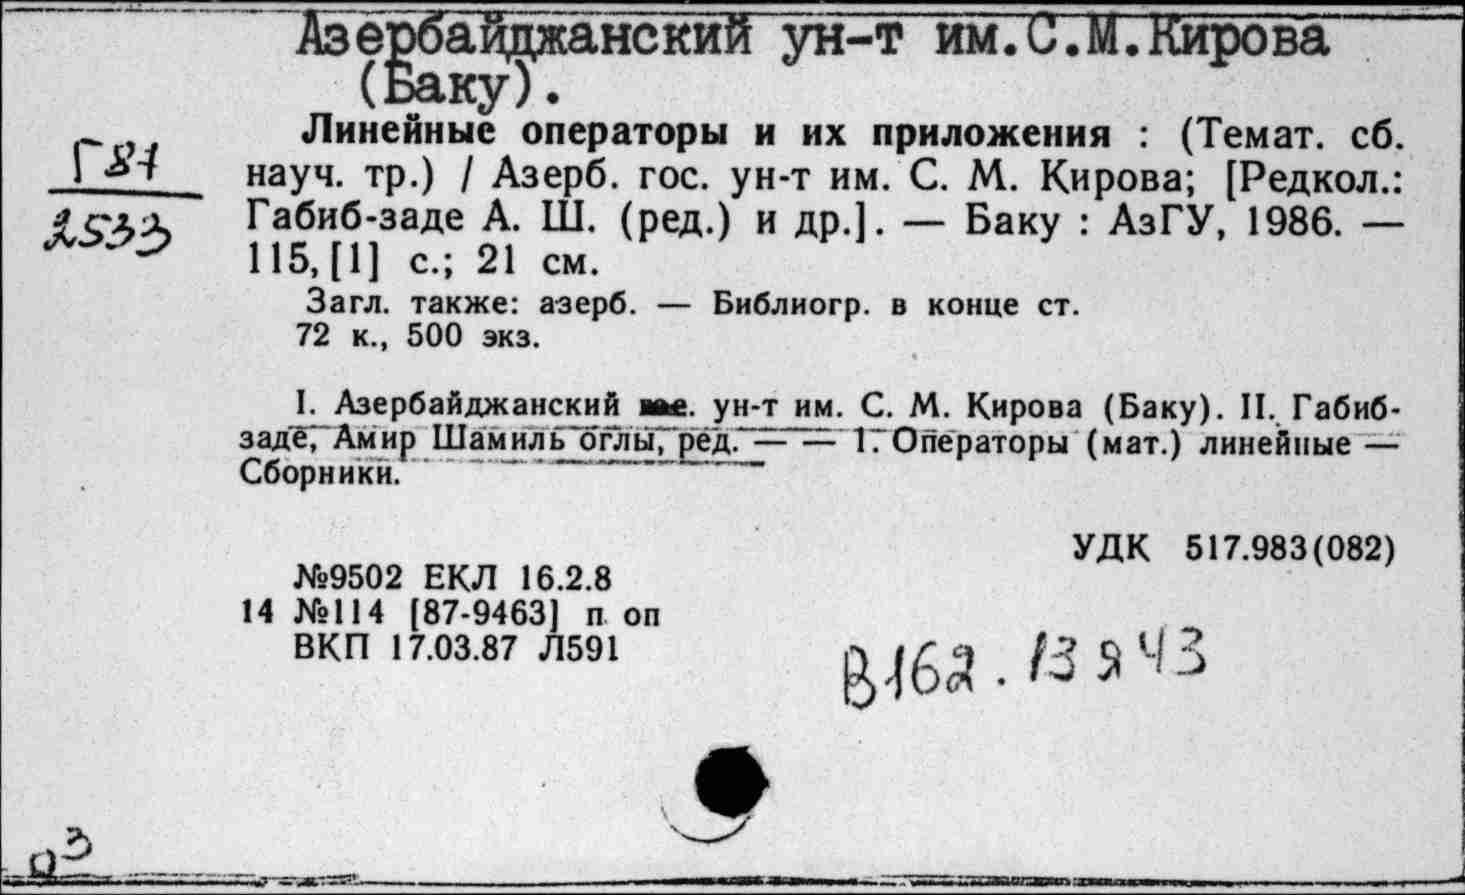 Азербайджанский ун-т им.С.М.Кирова
(Баку).
Линейные операторы и их приложения : (Темат. сб.
науч. тр.) / Азерб. гос. ун-т им. С. М. Кирова; [Редкол.:
Габиб-заде А. Ш. (ред.) и др.]. — Баку : АзГУ, 1986. —
115, [1] с.; 21 см.
Г84
2533
Загл. также: азерб. — Библиогр. в конце ст.
72 к., 500 экз.
I. Азербайджанский ун-т им. С. М. Кирова (Баку). II. Габиб-
заде, Амир Шамиль оглы, ред. — — 1. Операторы (мат.) линейные —
Сборники.
УДК 517.983(082)
№9502 ЕКЛ 16.2.8
14 №114 [87-9463] п оп
ВКП 17.03.87 Л591
В162.13я43